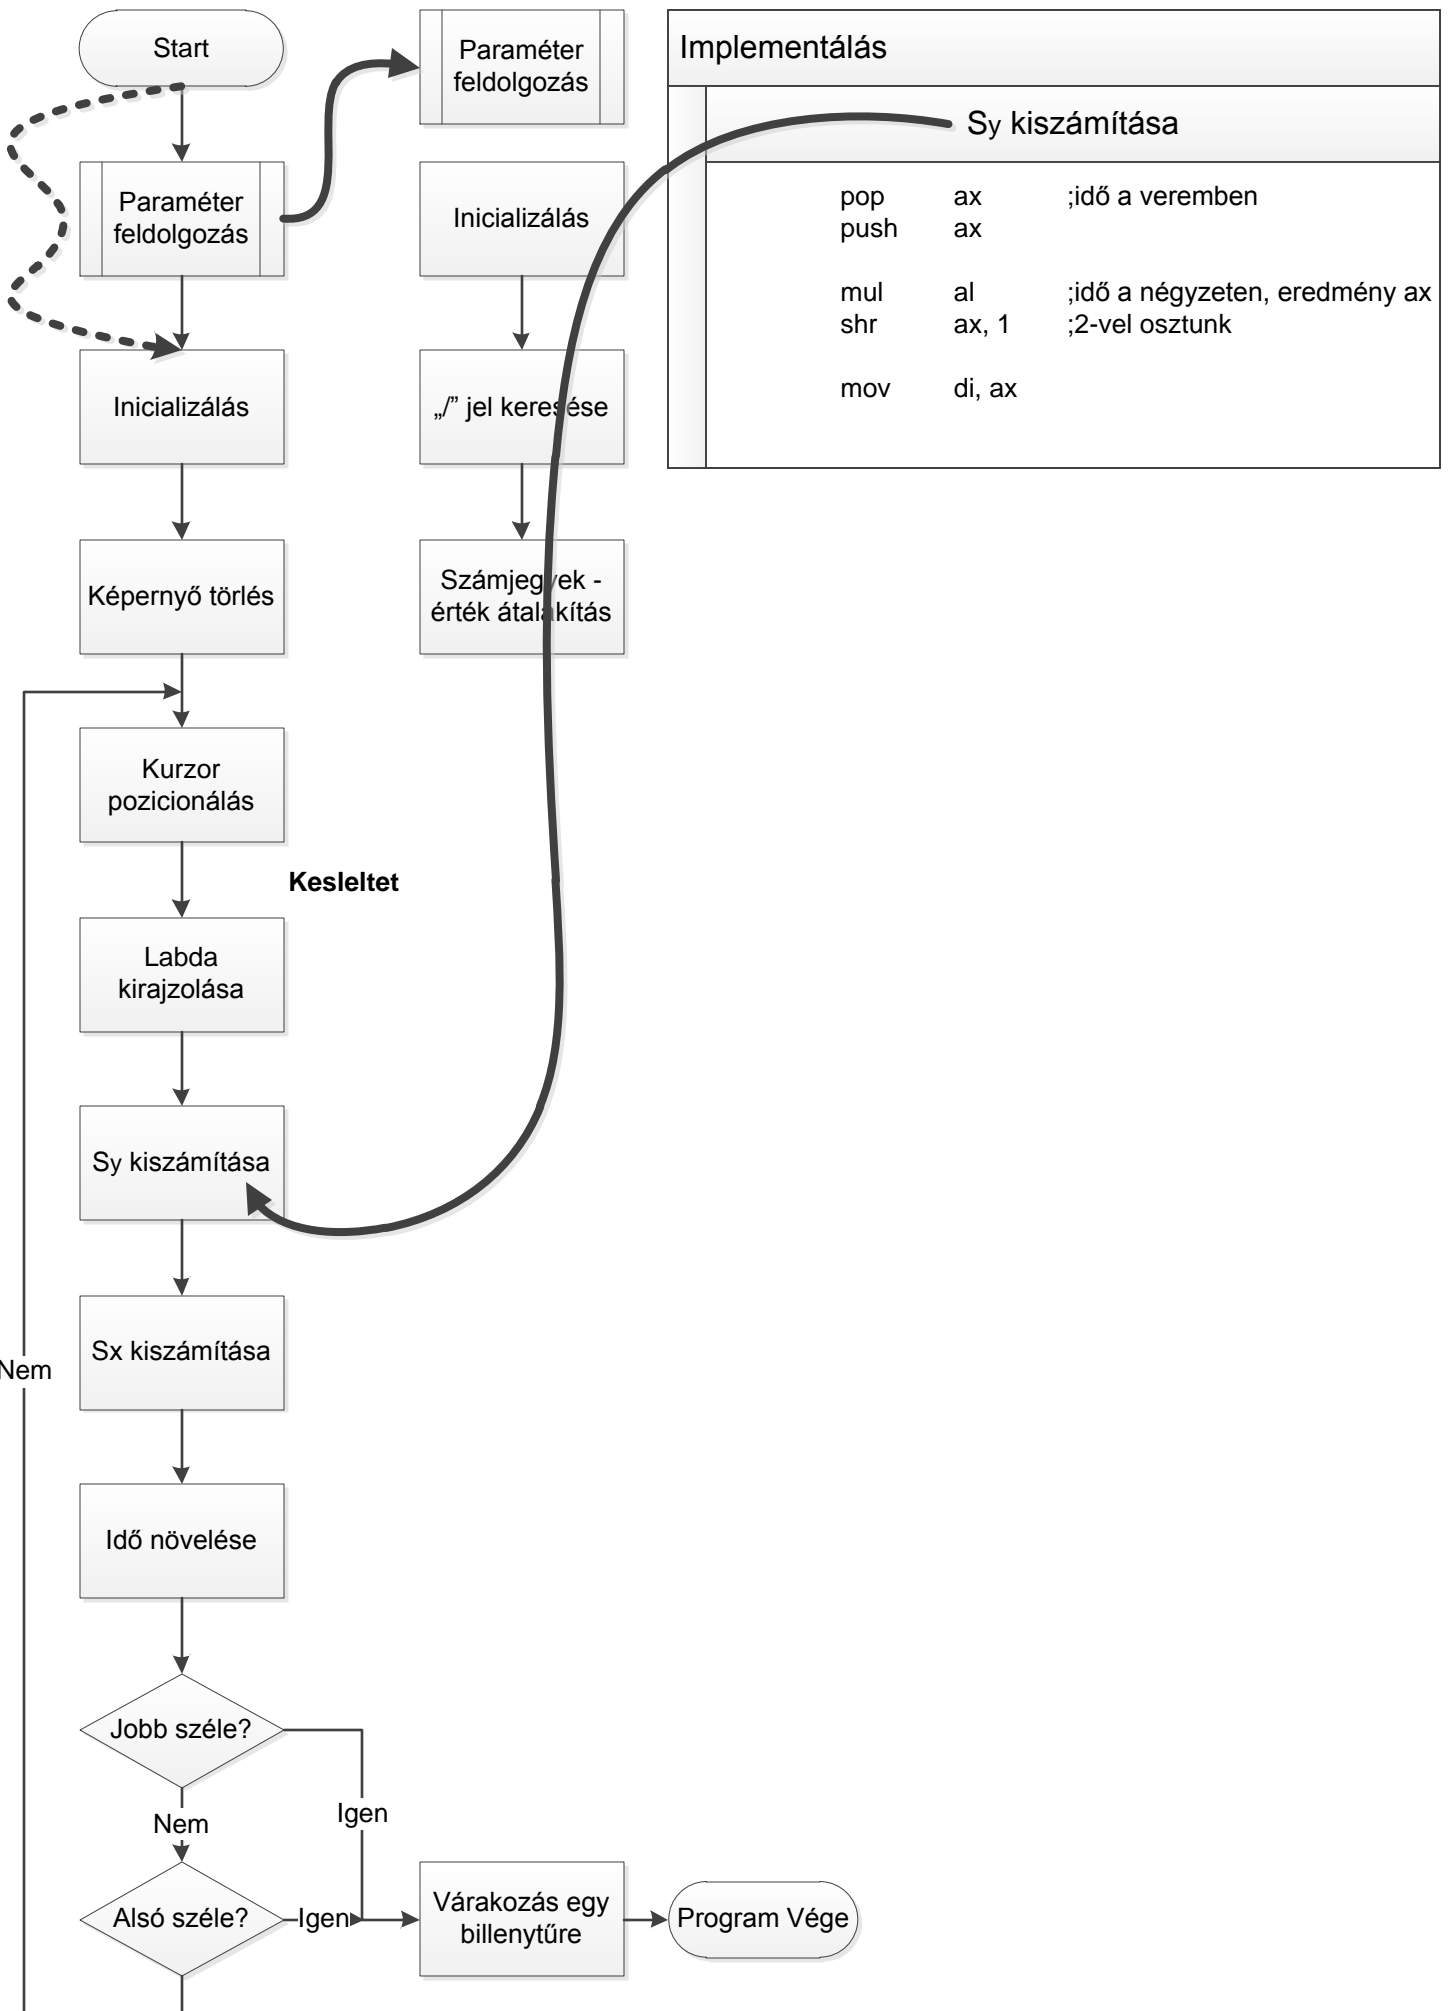 Start
Paraméter
feldolgozás
Inicializálás
Képernyő törlés
Kurzor
pozicionálás
Kesleltet
Labda
kirajzolása
Sy kiszámítása
Sx kiszámítása
Nem
Idő növelése
Jobb széle?
Nem
Igen
Alsó széle?
Igen
Várakozás egy
billenytűre
Program Vége
Paraméter
feldolgozás
Inicializálás
„/” jel keresése
Számjegyek -
érték átalakítás
Implementálás
Sy kiszámítása
pop ax ;idő a veremben
push ax
mul al ;idő a négyzeten, eredmény ax
shr ax, 1 ;2-vel osztunk
mov di, ax